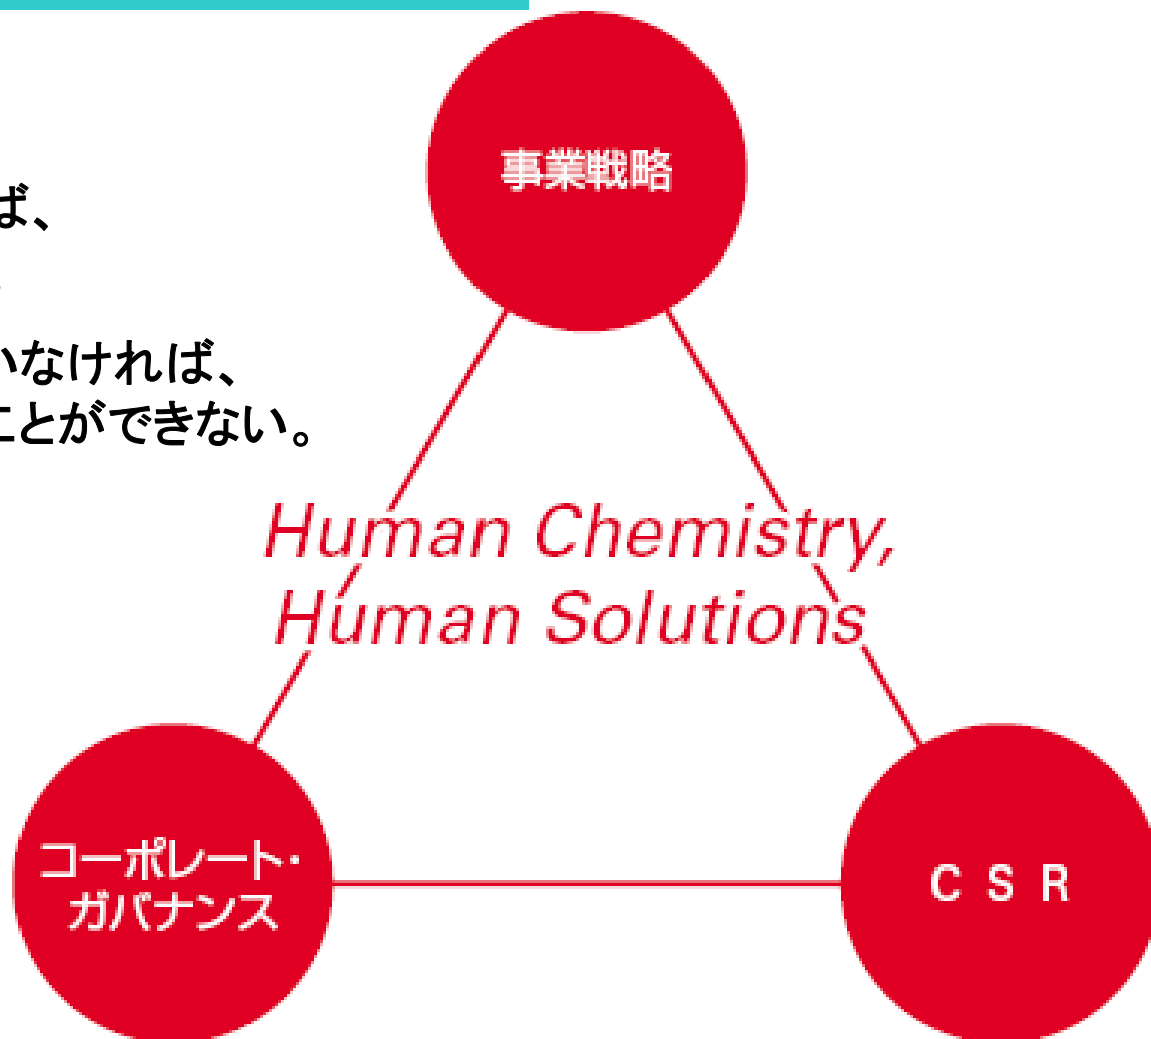 事業戦略
ば、
いなければ、
ことができない。
Human Chemistry,
Human Solutions
コーポレート・
ガバナンス
CSR